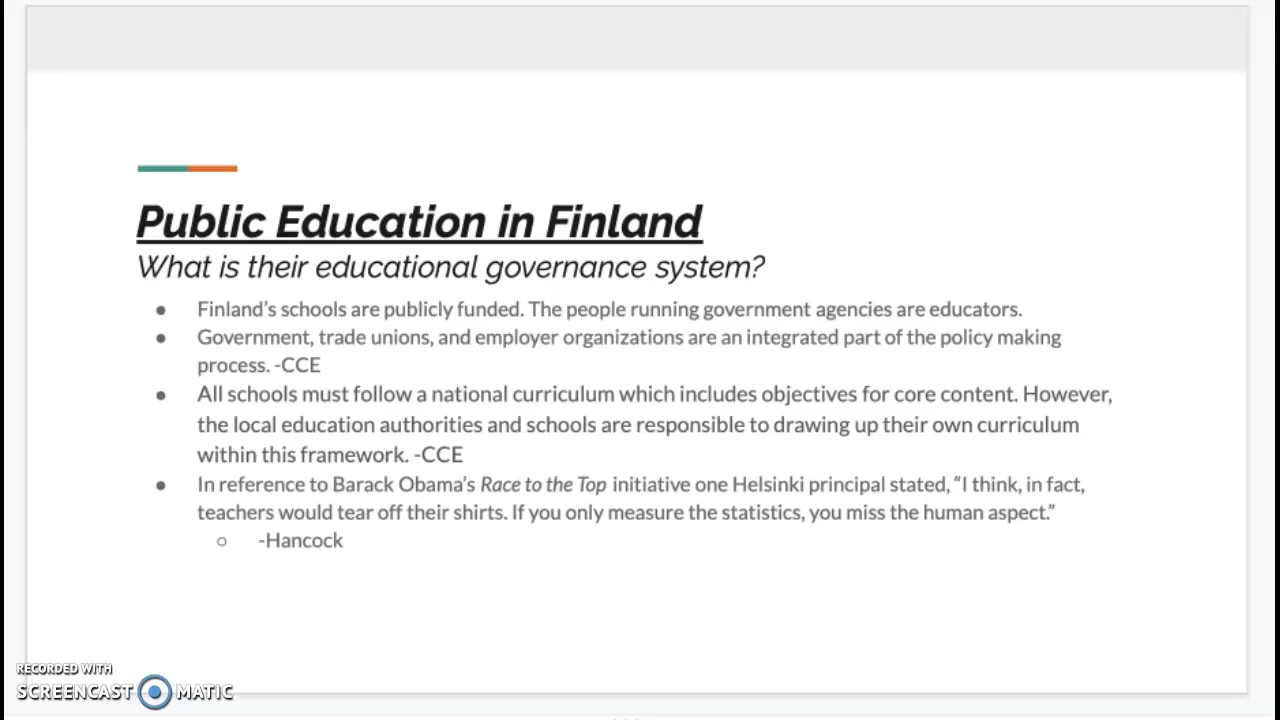 Public Education in Finland
What is their educational governance system?
● Finland's schools are publicly funded. The people running government agencies are educators.
● Government, trade unions, and employer organizations are an integrated part of the policy making
process. -CCE
● All schools must follow a national curriculum which includes objectives for core content. However,
the local education authorities and schools are responsible to drawing up their own curriculum
within this framework. -CCE
● In reference to Barack Obama's Race to the Top initiative one Helsinki principal stated, “I think, in fact,
teachers would tear off their shirts. If you only measure the statistics, you miss the human aspect.”
○ -Hancock
RECORDED WITH
SCREENCAST MATIC